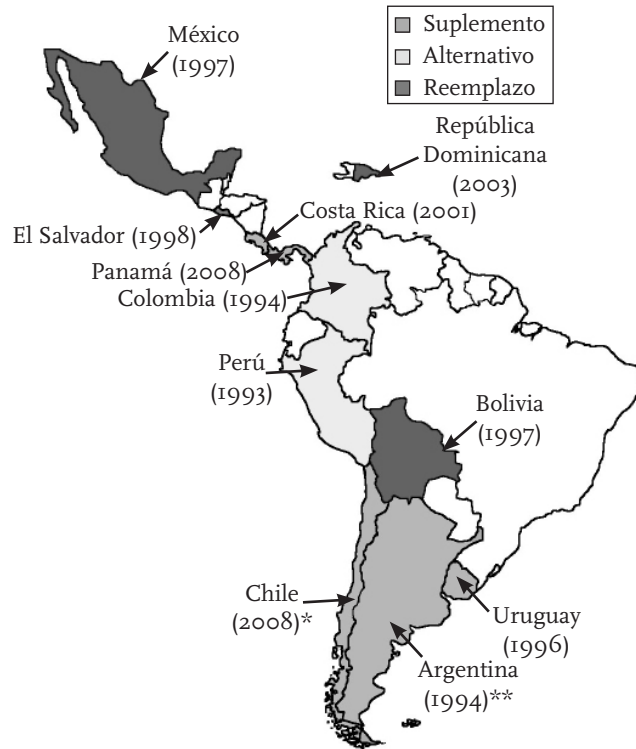 México
(1997)
Suplemento
Alternativo
Reemplazo
República
Dominicana
(2003)
Costa Rica (2001)
El Salvador (1998)
Panamá (2008)
Colombia (1994)
Perú
(1993)
Bolivia
(1997)
Chile
(2008)*
Uruguay
(1996)
Argentina
(1994)**